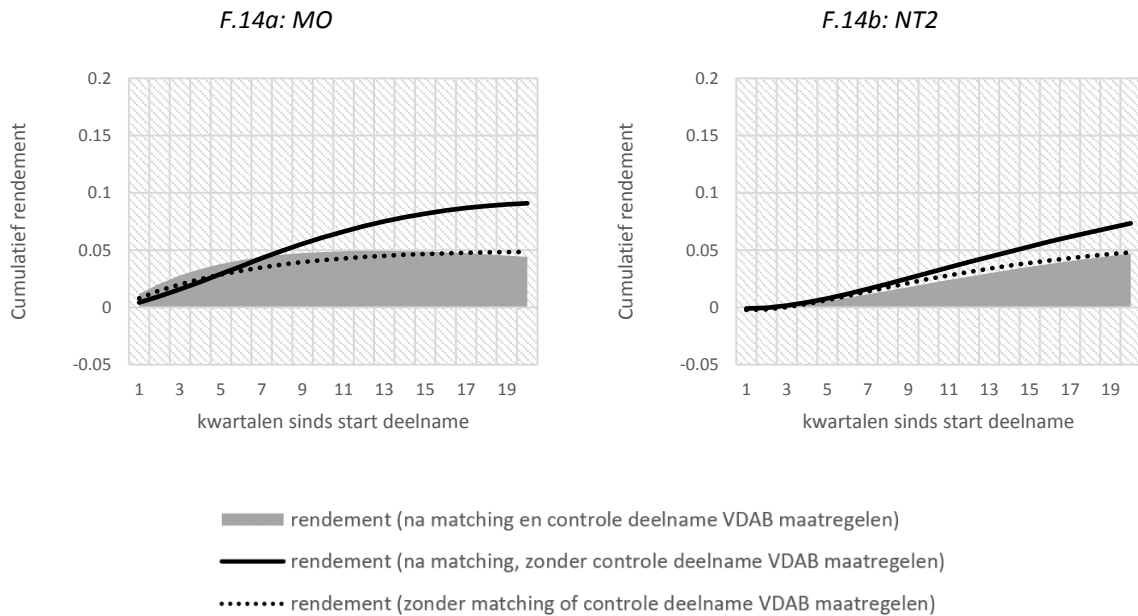 F.14a: MO
F.14b: NT2
Cumulatief rendement
0.2
0.15
0.1
0.05
0
-0.05
1 3 5 7 9 11 13 15 17 19
kwartalen sinds start deelname
Cumulatief rendement
0.2
0.15
0.1
0.05
0
-0.05
1 3 5 7 9 11 13 15 17 19
kwartalen sinds start deelname
rendement (na matching en controle deelname VDAB maatregelen)
rendement (na matching, zonder controle deelname VDAB maatregelen)
rendement (zonder matching of controle deelname VDAB maatregelen)